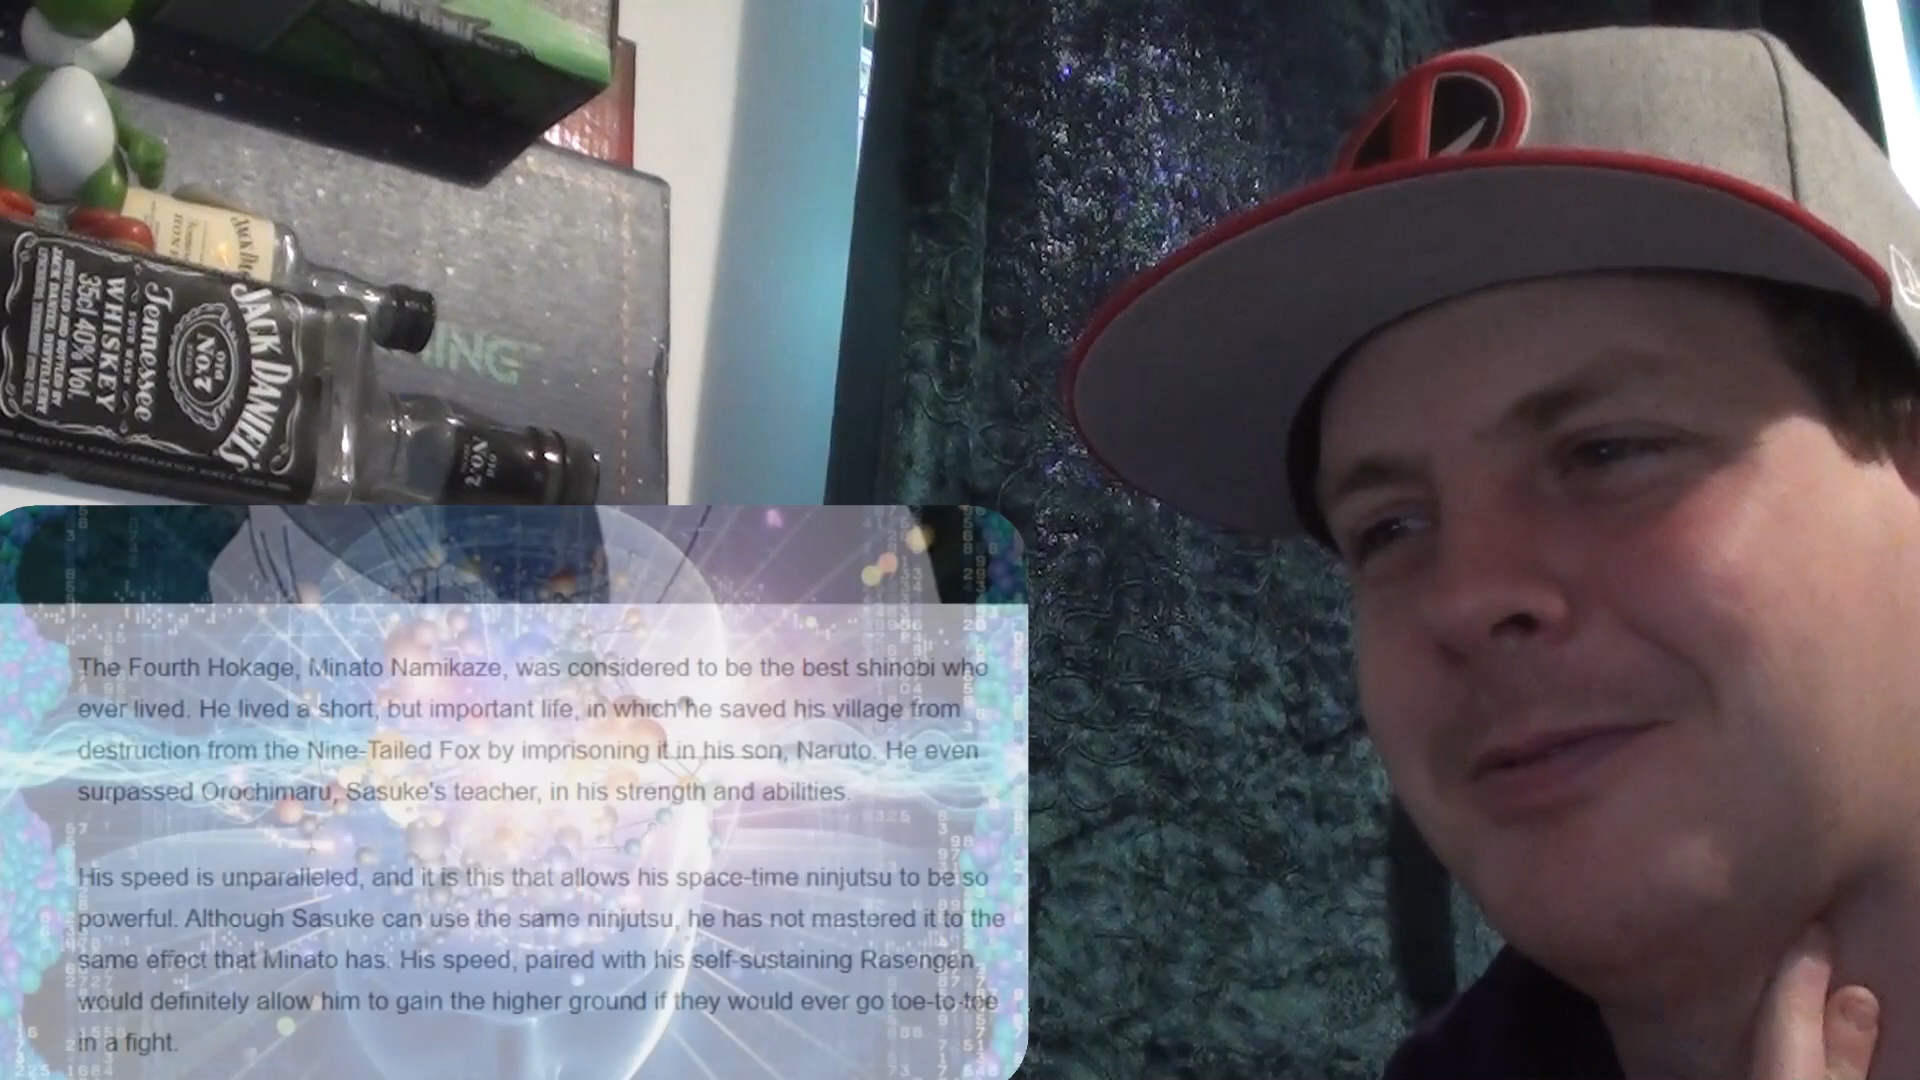 JACK DANIEL'S
OLD
No.7
Tennessee
WHISKEY
35cl 40% Vol.
No.7
ING
The Fourth Hokage, Minato Namikaze, was considered to be the best shinobi who
ever lived. He lived a short, but important life, in which he saved his village from
destruction from the Nine-Tailed Fox by imprisoning it in his son, Naruto. He even
surpassed Orochimaru, Sasuke's teacher, in his strength and abilities.
His speed is unparalleled, and it is this that allows his space-time ninjutsu to be so
powerful. Although Sasuke can use the same ninjutsu, he has not mastered it to the
same effect that Minato has. His speed, paired with his self-sustaining Rasengan
would definitely allow him to gain the higher ground if they would ever go toe-to-toe
in a fight.